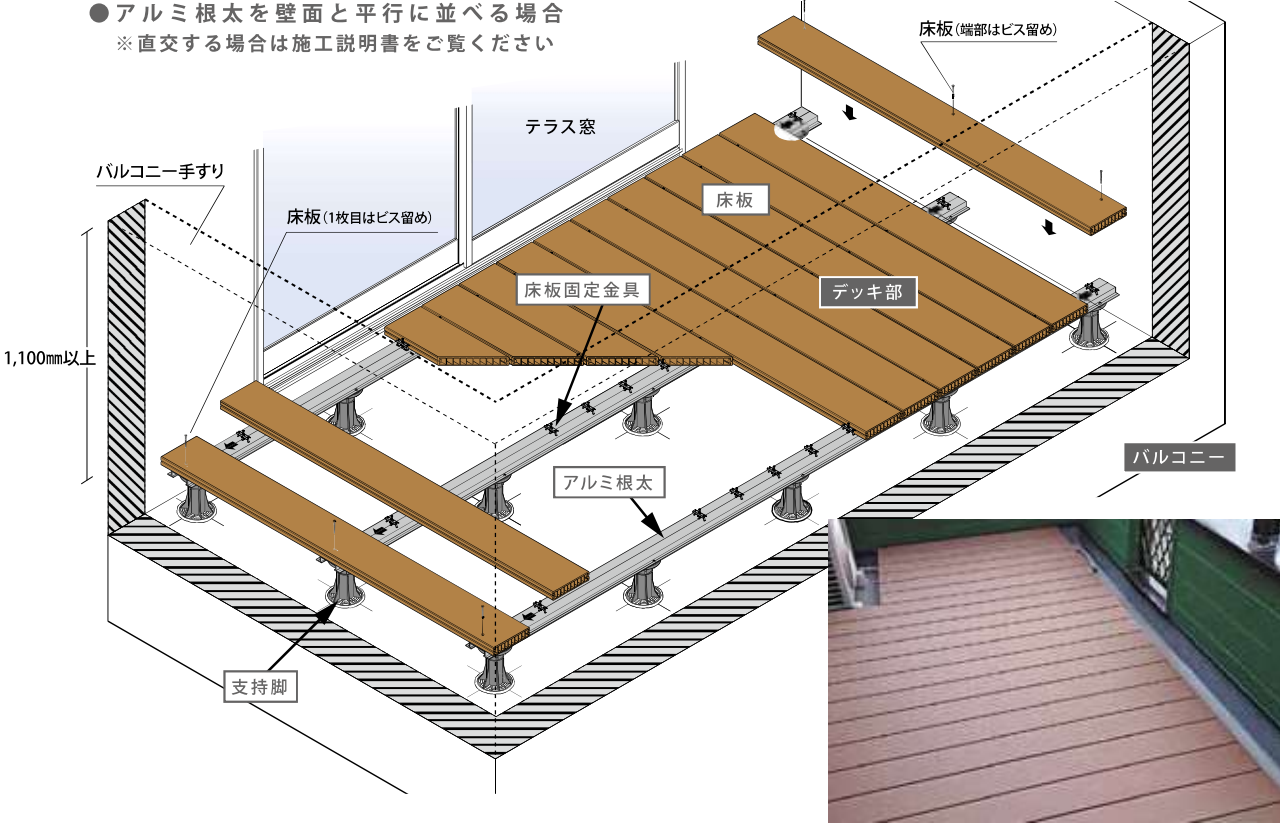 ●アルミ根太を壁面と平行に並べる場合
※直交する場合は施工説明書をご覧ください
床板(端部はビス留め)
テラス窓
バルコニー手すり
床板
床板(1枚目はビス留め)
床板固定金具
デッキ部
1,100mm以上
バルコニー
アルミ根太
支持脚